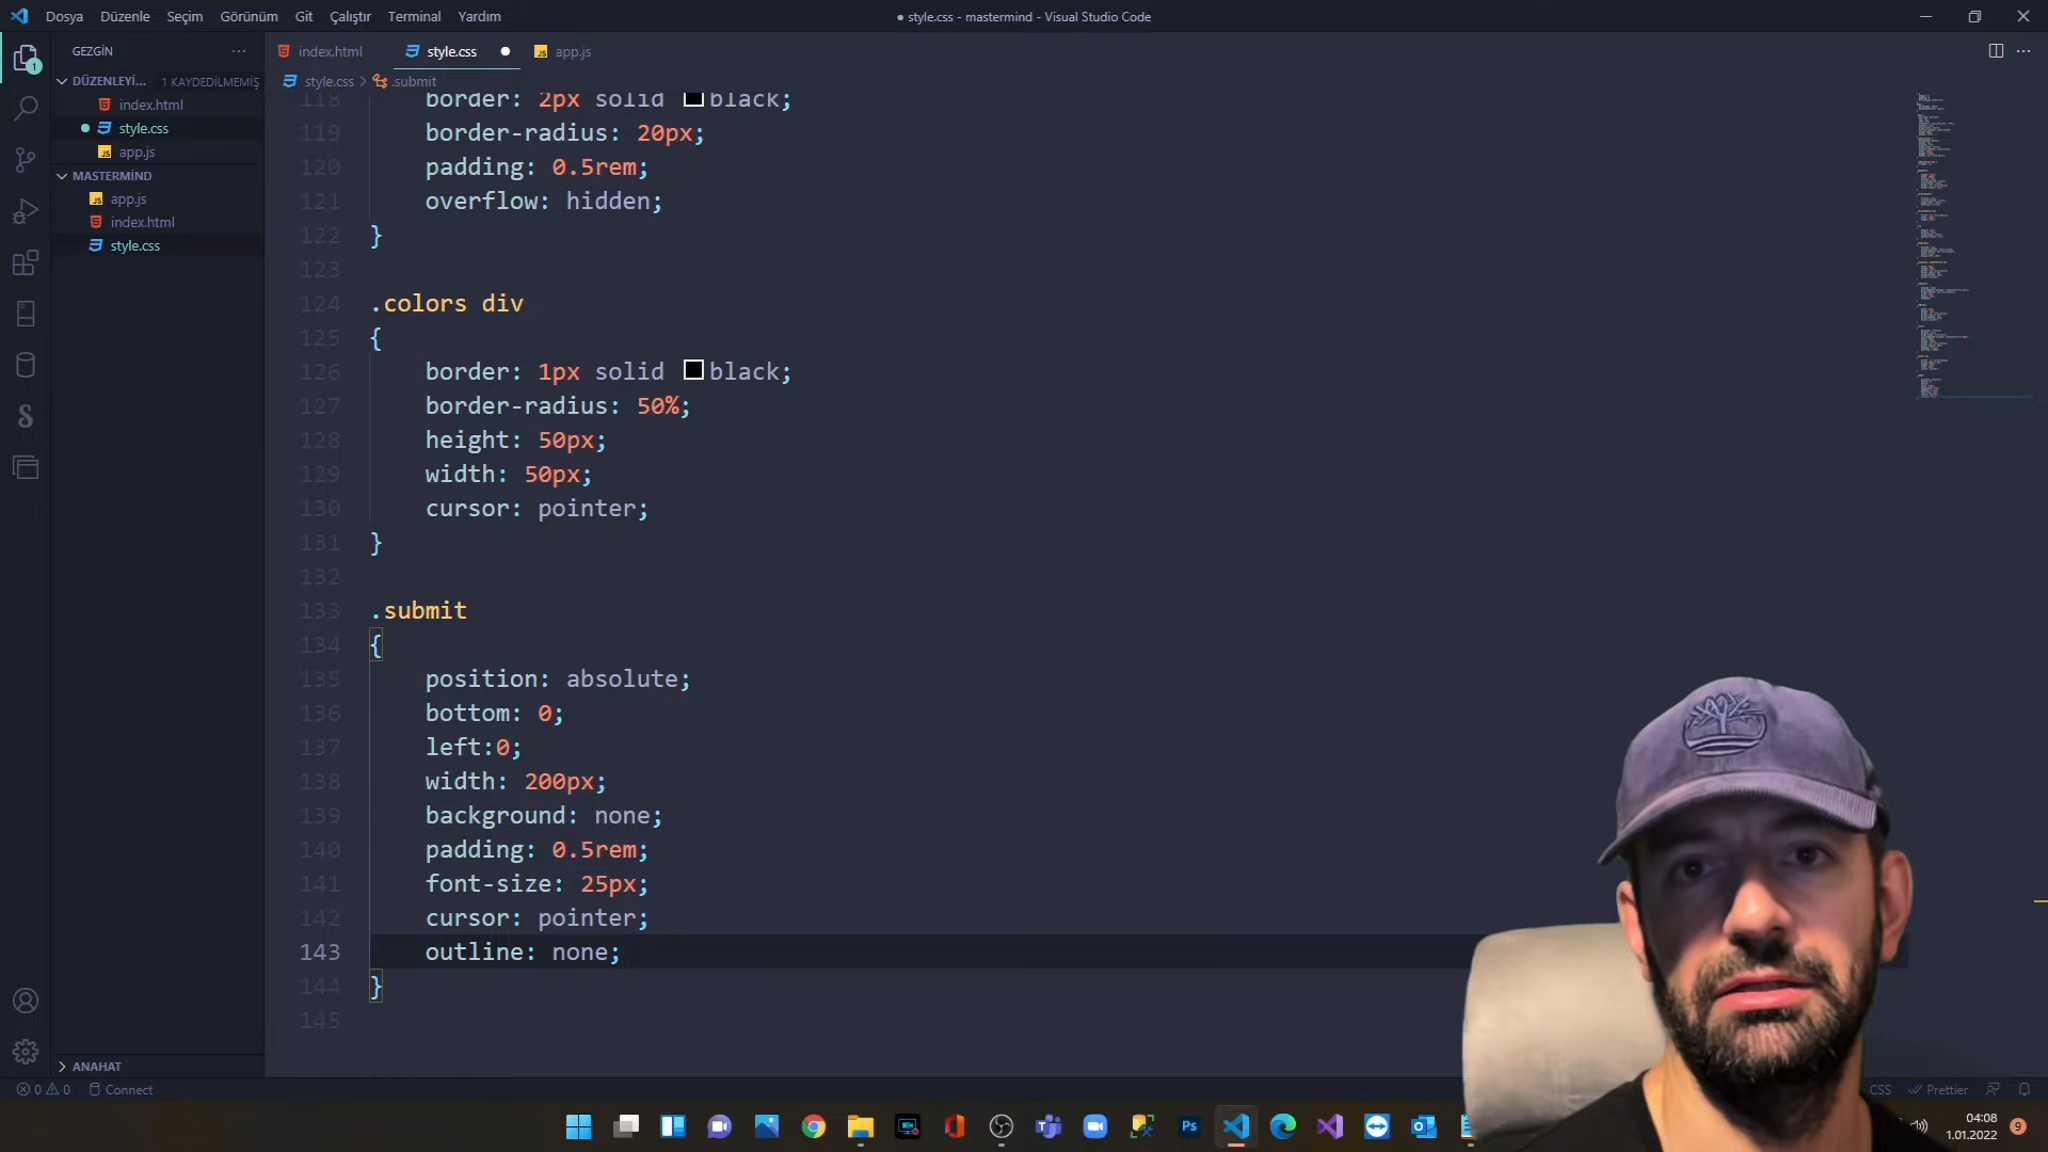 Dosya Düzenle Seçim Görünüm Git Çalıştır Terminal Yardım
● style.css - mastermind - Visual Studio Code
GEZGİN ···
index.html style.css ● app.js
DÜZENLEYİ... 1 KAYDEDİLMEMİŞ
style.css > .submit
index.html
style.css
app.js
MASTERMİND
app.js
index.html
style.css
118 border: 2px solid black;
119 border-radius: 20px;
120 padding: 0.5rem;
121 overflow: hidden;
122 }
123
124 .colors div
125 {
126 border: 1px solid black;
127 border-radius: 50%;
128 height: 50px;
129 width: 50px;
130 cursor: pointer;
131 }
132
133 .submit
134 {
135 position: absolute;
136 bottom: 0;
137 left:0;
138 width: 200px;
139 background: none;
140 padding: 0.5rem;
141 font-size: 25px;
142 cursor: pointer;
143 outline: none;
144 }
145
1
ANAHAT
0 0 Connect
CSS Prettier
Ps
04:08
1.01.2022
9